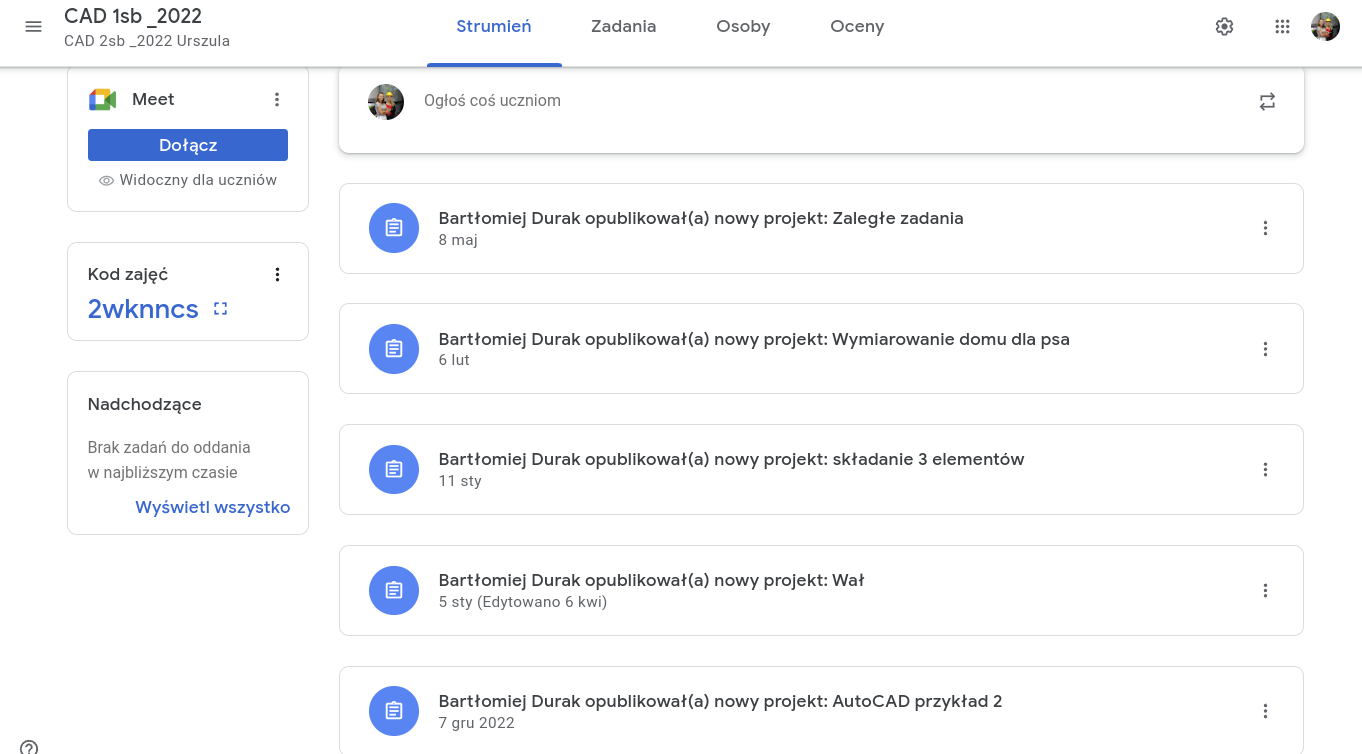 CAD 1sb _2022
CAD 2sb _2022 Urszula
Strumień
Zadania
Osoby
Oceny
Meet
Dołącz
Widoczny dla uczniów
Kod zajęć
2wknncs
Nadchodzące
Brak zadań do oddania
w najbliższym czasie
Wyświetl wszystko
Ogłoś coś uczniom
Bartłomiej Durak opublikował(a) nowy projekt: Zaległe zadania
8 maj
Bartłomiej Durak opublikował(a) nowy projekt: Wymiarowanie domu dla psa
6 lut
Bartłomiej Durak opublikował(a) nowy projekt: składanie 3 elementów
11 sty
Bartłomiej Durak opublikował(a) nowy projekt: Wał
5 sty (Edytowano 6 kwi)
Bartłomiej Durak opublikował(a) nowy projekt: AutoCAD przykład 2
7 gru 2022